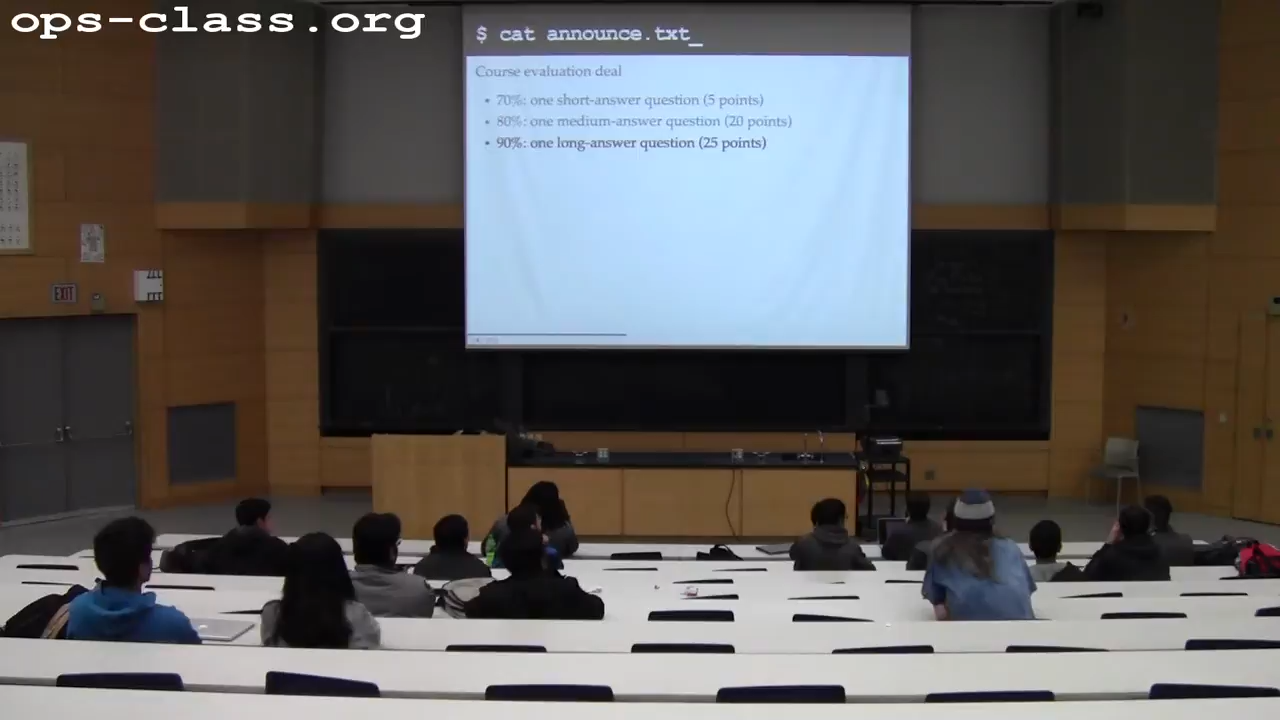 ops-class.org
$ cat announce.txt_
Course evaluation deal
• 70%: one short-answer question (5 points)
• 80%: one medium-answer question (20 points)
• 90%: one long-answer question (25 points)
EXIT